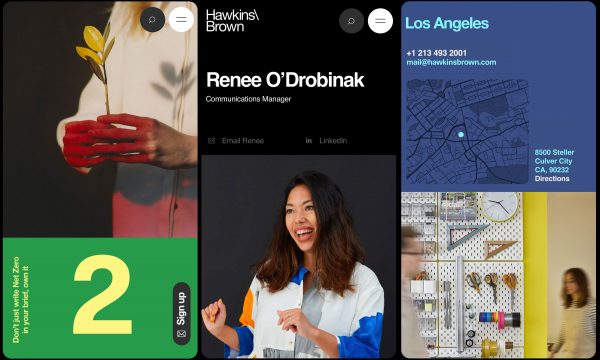 Don't just write Net Zero
in your brief, own it
2
Sign up
Hawkins\
Brown
Renee O'Drobinak
Communications Manager
Email Renee
in LinkedIn
Los Angeles
+1 213 493 2001
mail@hawkinsbrown.com
8500 Steller
Culver City
CA, 90232
Directions